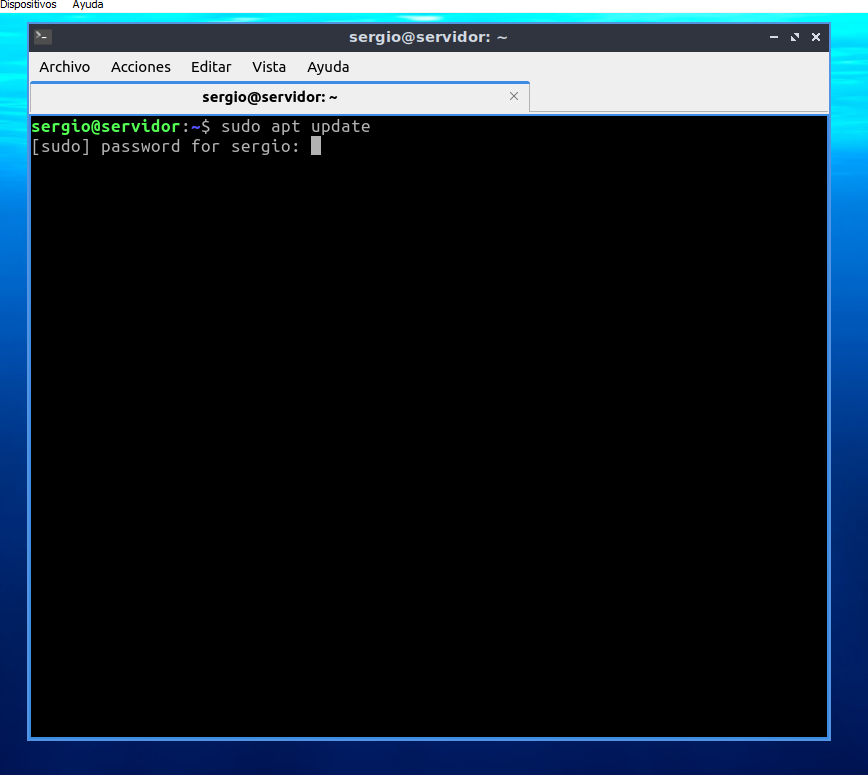 Dispositivos Ayuda
sergio@servidor: ~
Archivo Acciones Editar Vista Ayuda
sergio@servidor: ~
sergio@servidor:~$ sudo apt update
[sudo] password for sergio: